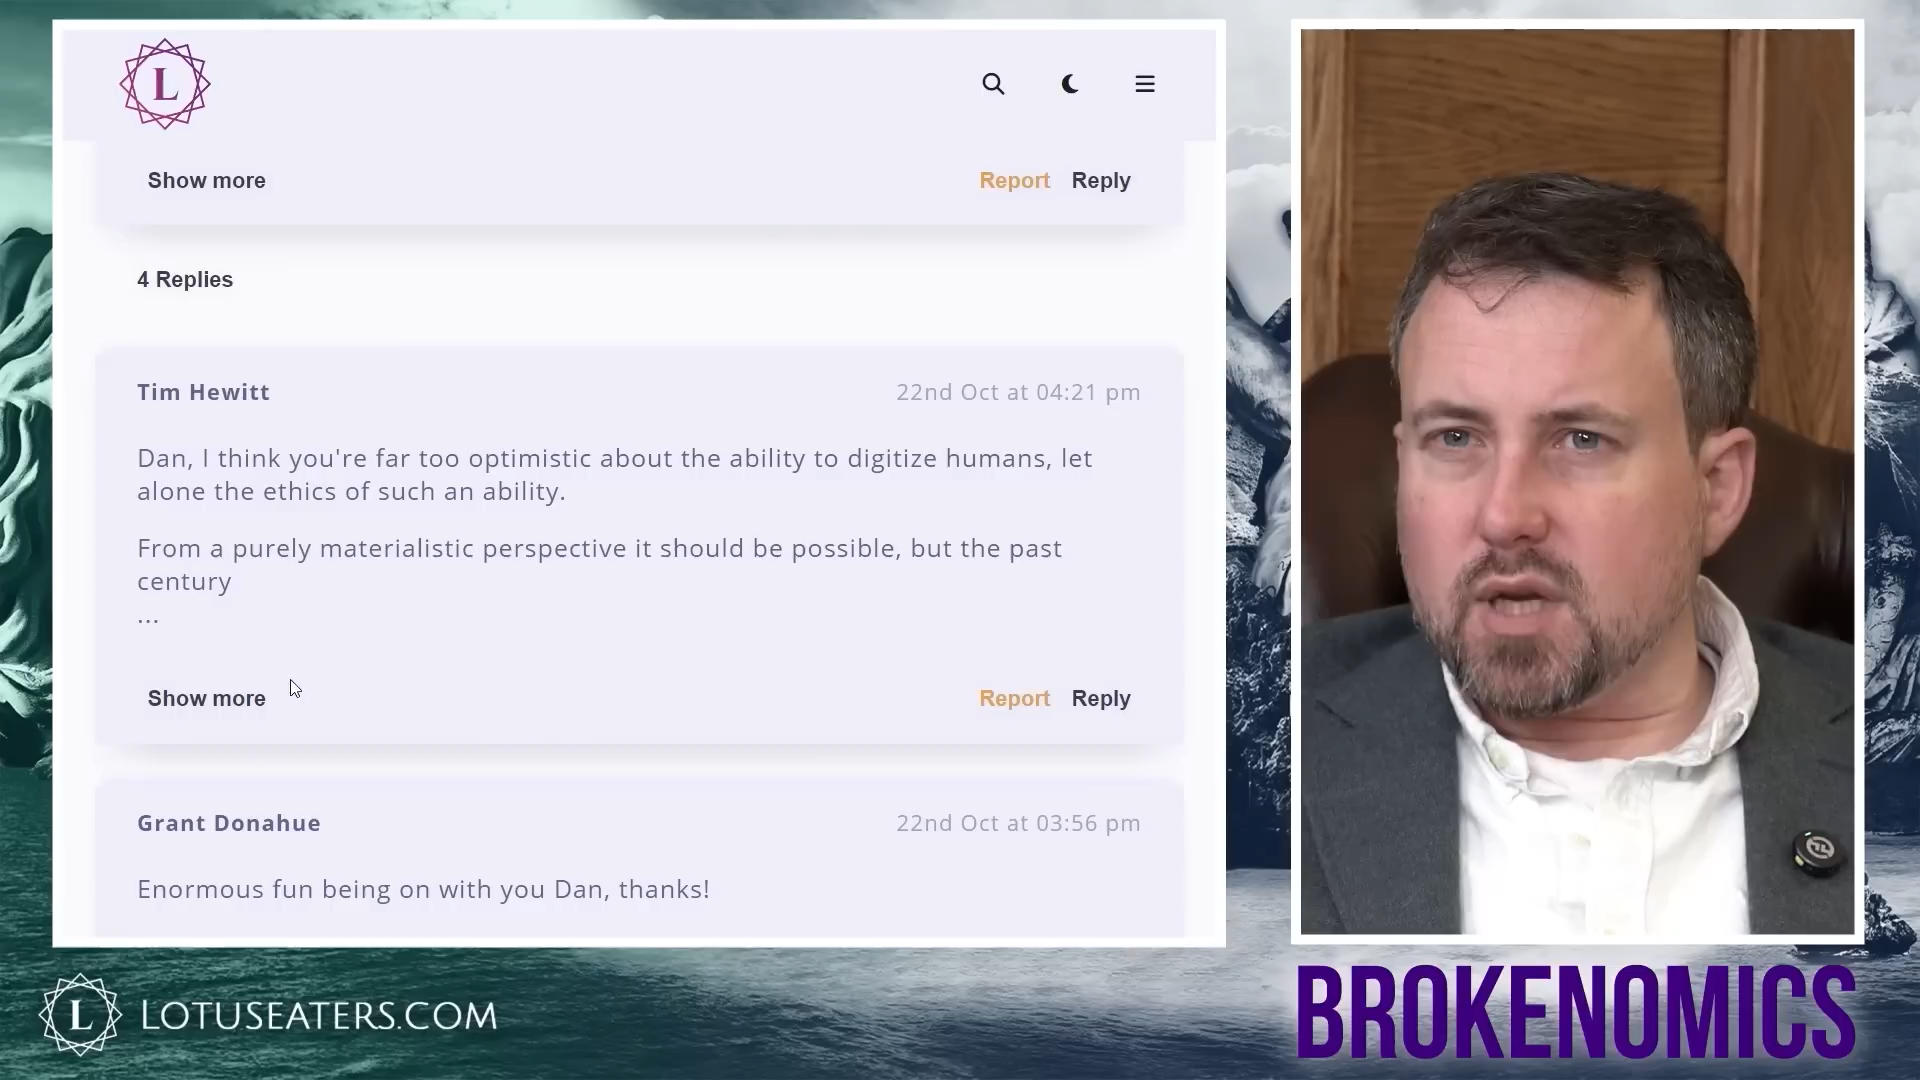 L
Show more
Report Reply
4 Replies
Tim Hewitt
22nd Oct at 04:21 pm
Dan, I think you're far too optimistic about the ability to digitize humans, let
alone the ethics of such an ability.
From a purely materialistic perspective it should be possible, but the past
century
...
Show more
Report Reply
Grant Donahue
22nd Oct at 03:56 pm
Enormous fun being on with you Dan, thanks!
L LOTUSEATERS.COM
BROKENOMICS